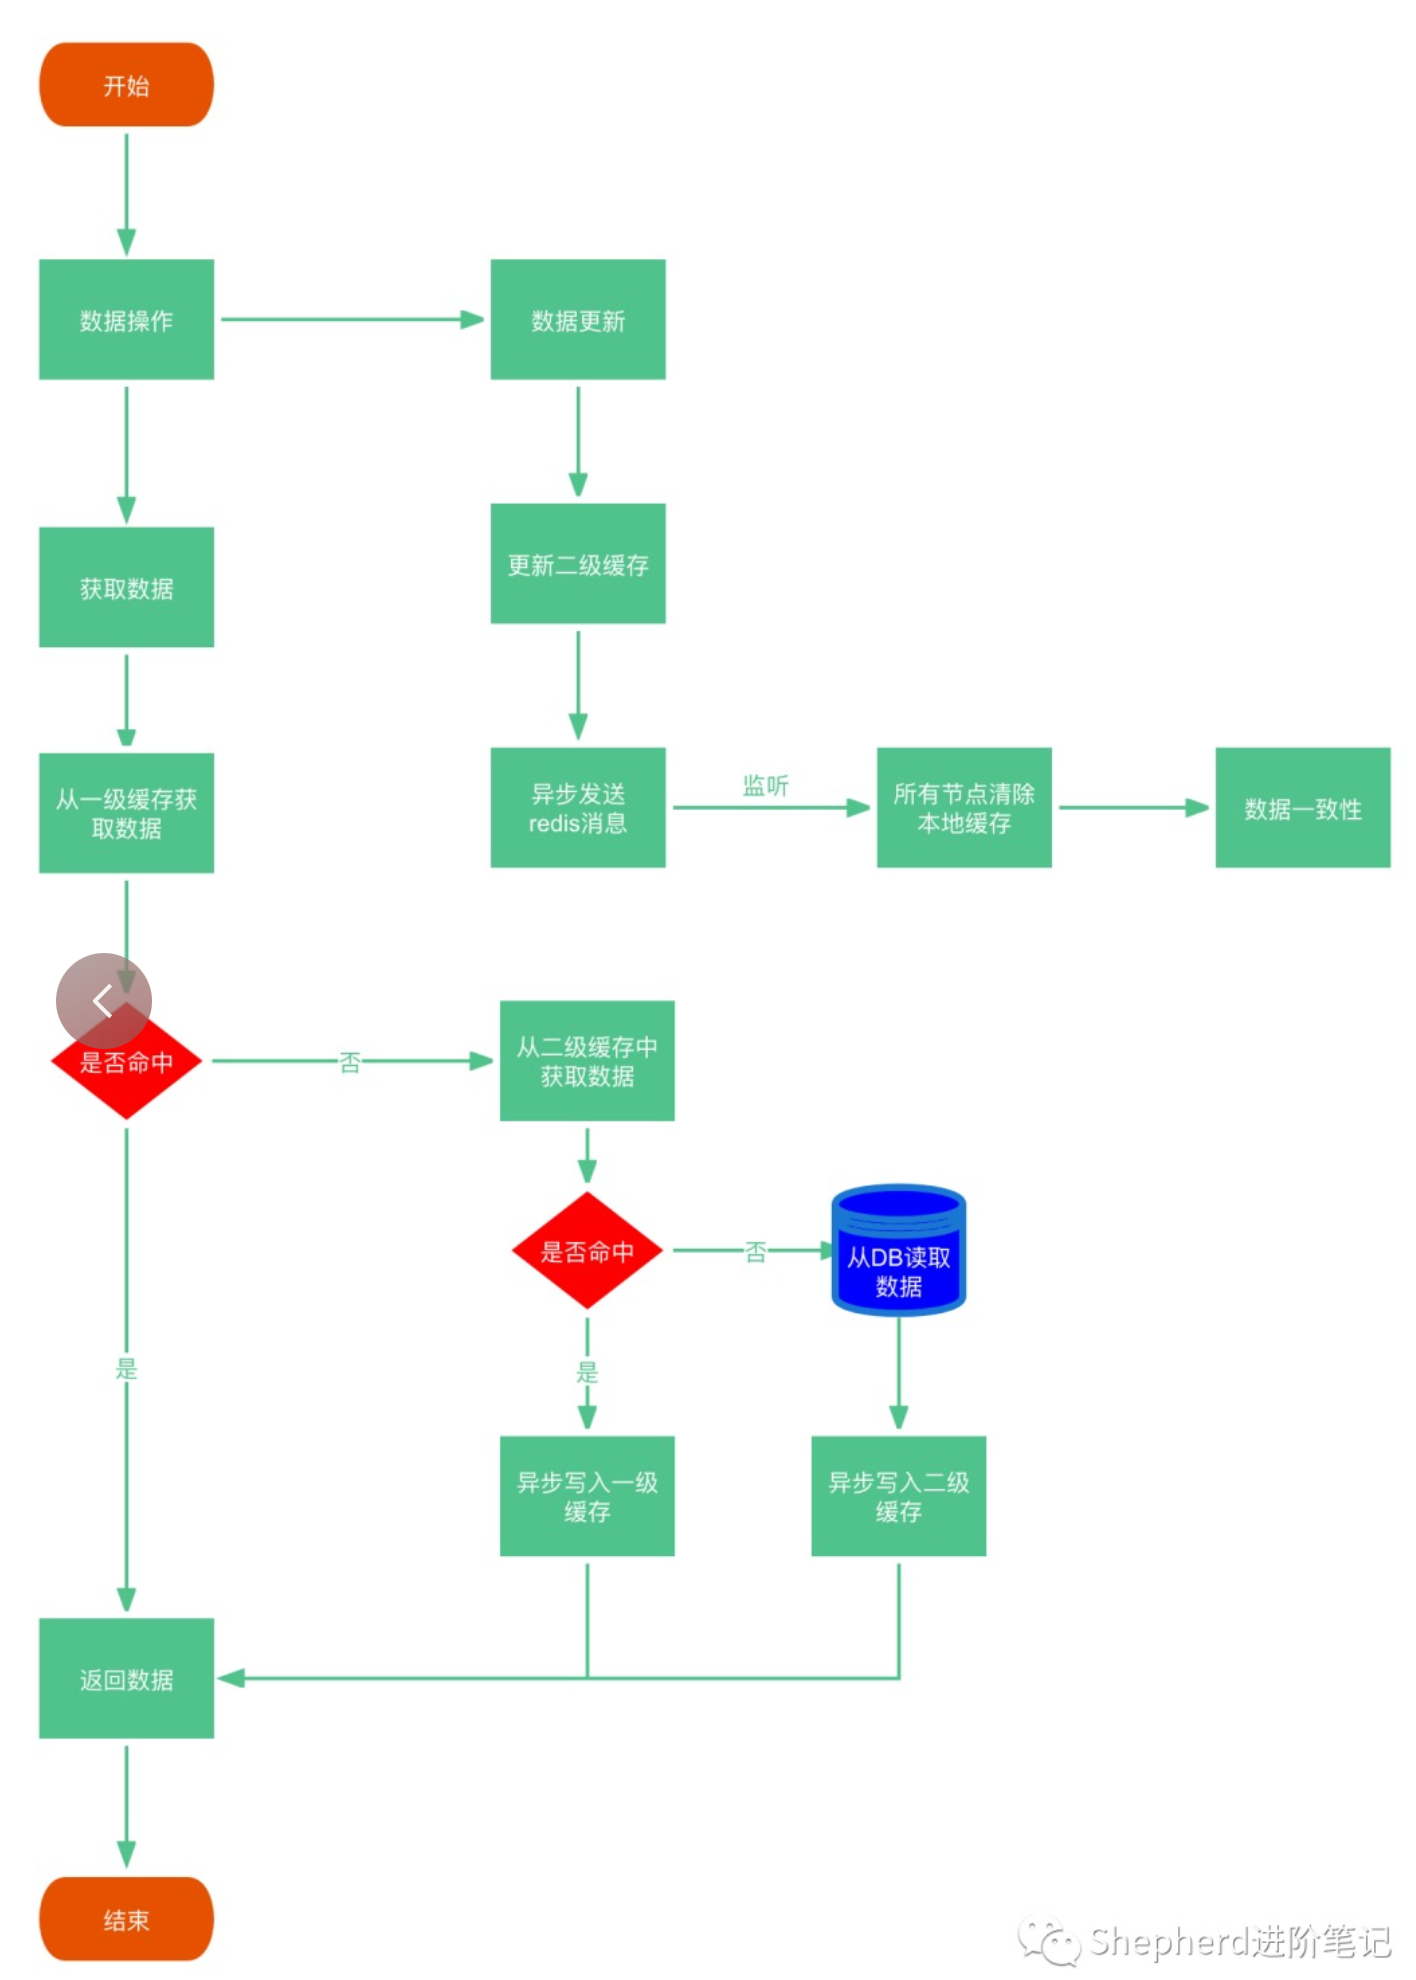 开始
数据操作
数据更新
更新二级缓存
获取数据
从一级缓存获
取数据
异步发送
redis消息
监听
所有节点清除
本地缓存
数据一致性
是否命中
否
从二级缓存中
获取数据
是否命中
否
从DB读取
数据
是
是
异步写入一级
缓存
异步写入二级
缓存
返回数据
结束
Shepherd进阶笔记